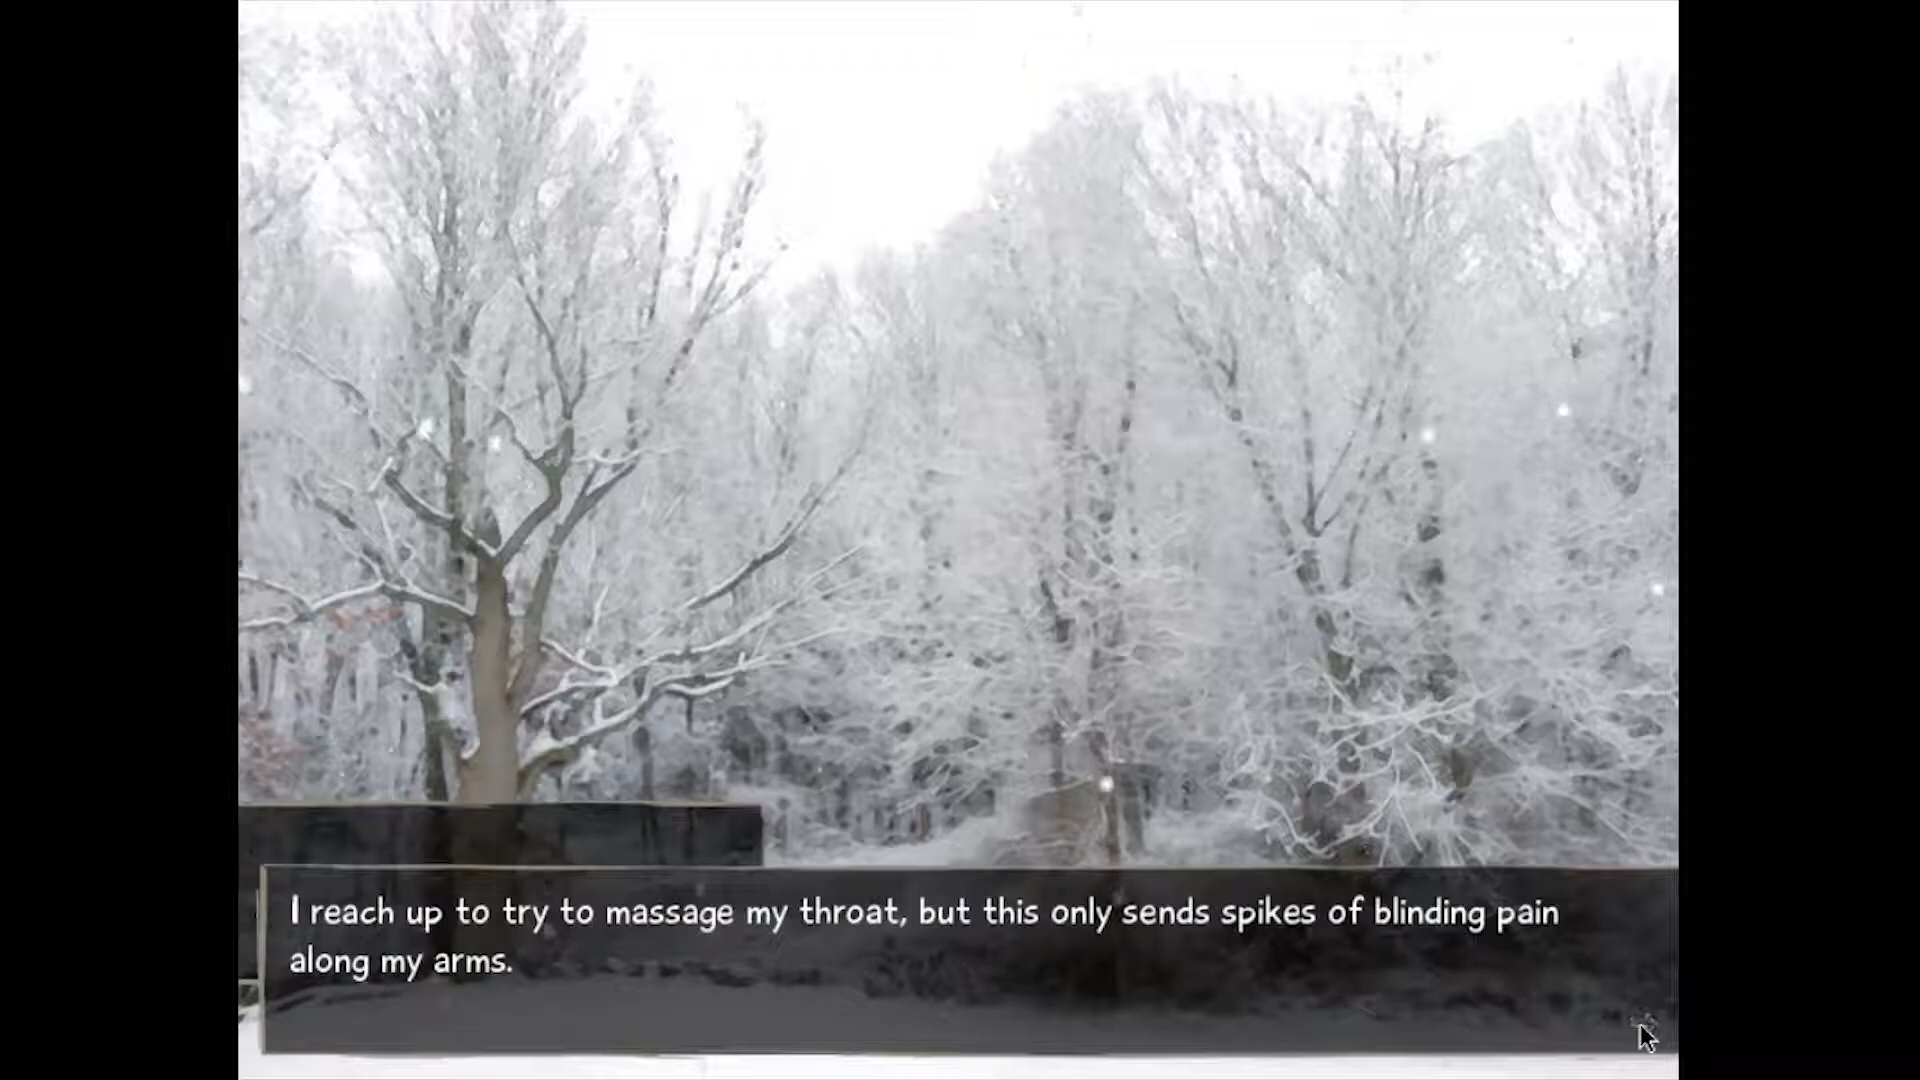 I reach up to try to massage my throat, but this only sends spikes of blinding pain
along my arms.